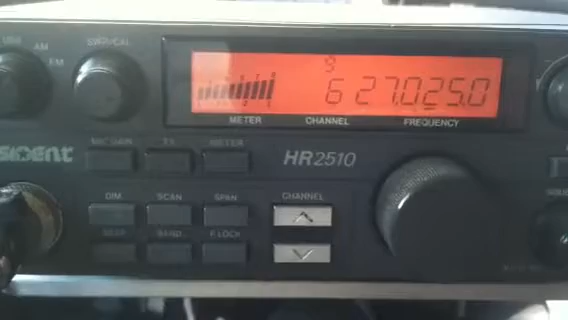 AM
FM
SWR/CAL
9
6 27.025.0
METER
CHANNEL
FREQUENCY
MIC GAIN
TX
METER
HR2510
DIM
SCAN
SPAN
CHANNEL
BEEP
BAND
F.LOCK